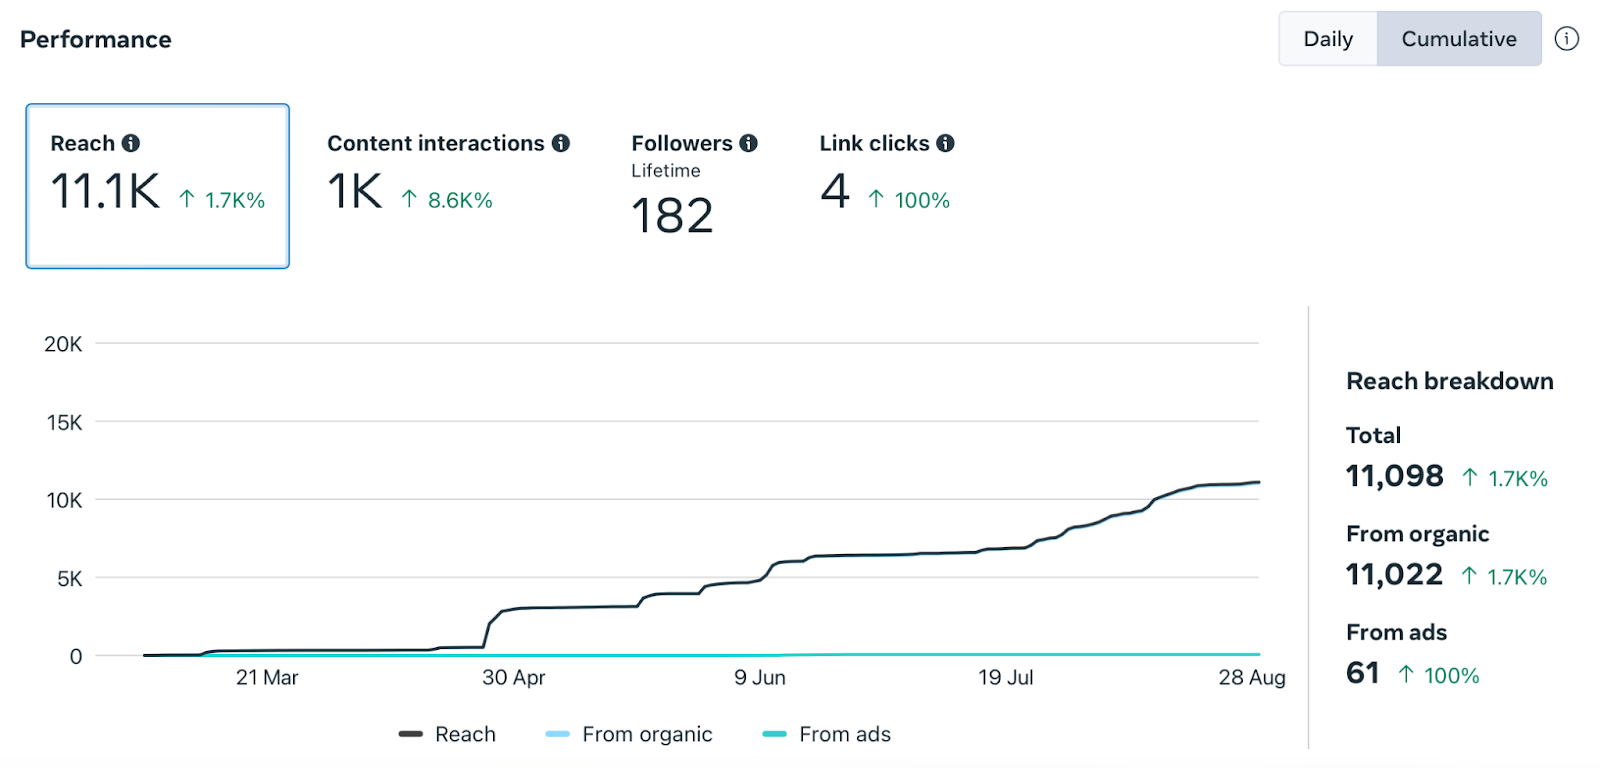 Performance
Daily
Cumulative
Reach
11.1K ↑ 1.7K%
Content interactions
1K ↑ 8.6K%
Followers
Lifetime
182
Link clicks
4 ↑ 100%
20K
15K
10K
5K
0
21 Mar
30 Apr
9 Jun
19 Jul
28 Aug
Reach
From organic
From ads
Reach breakdown
Total
11,098 ↑ 1.7K%
From organic
11,022 ↑ 1.7K%
From ads
61 ↑ 100%